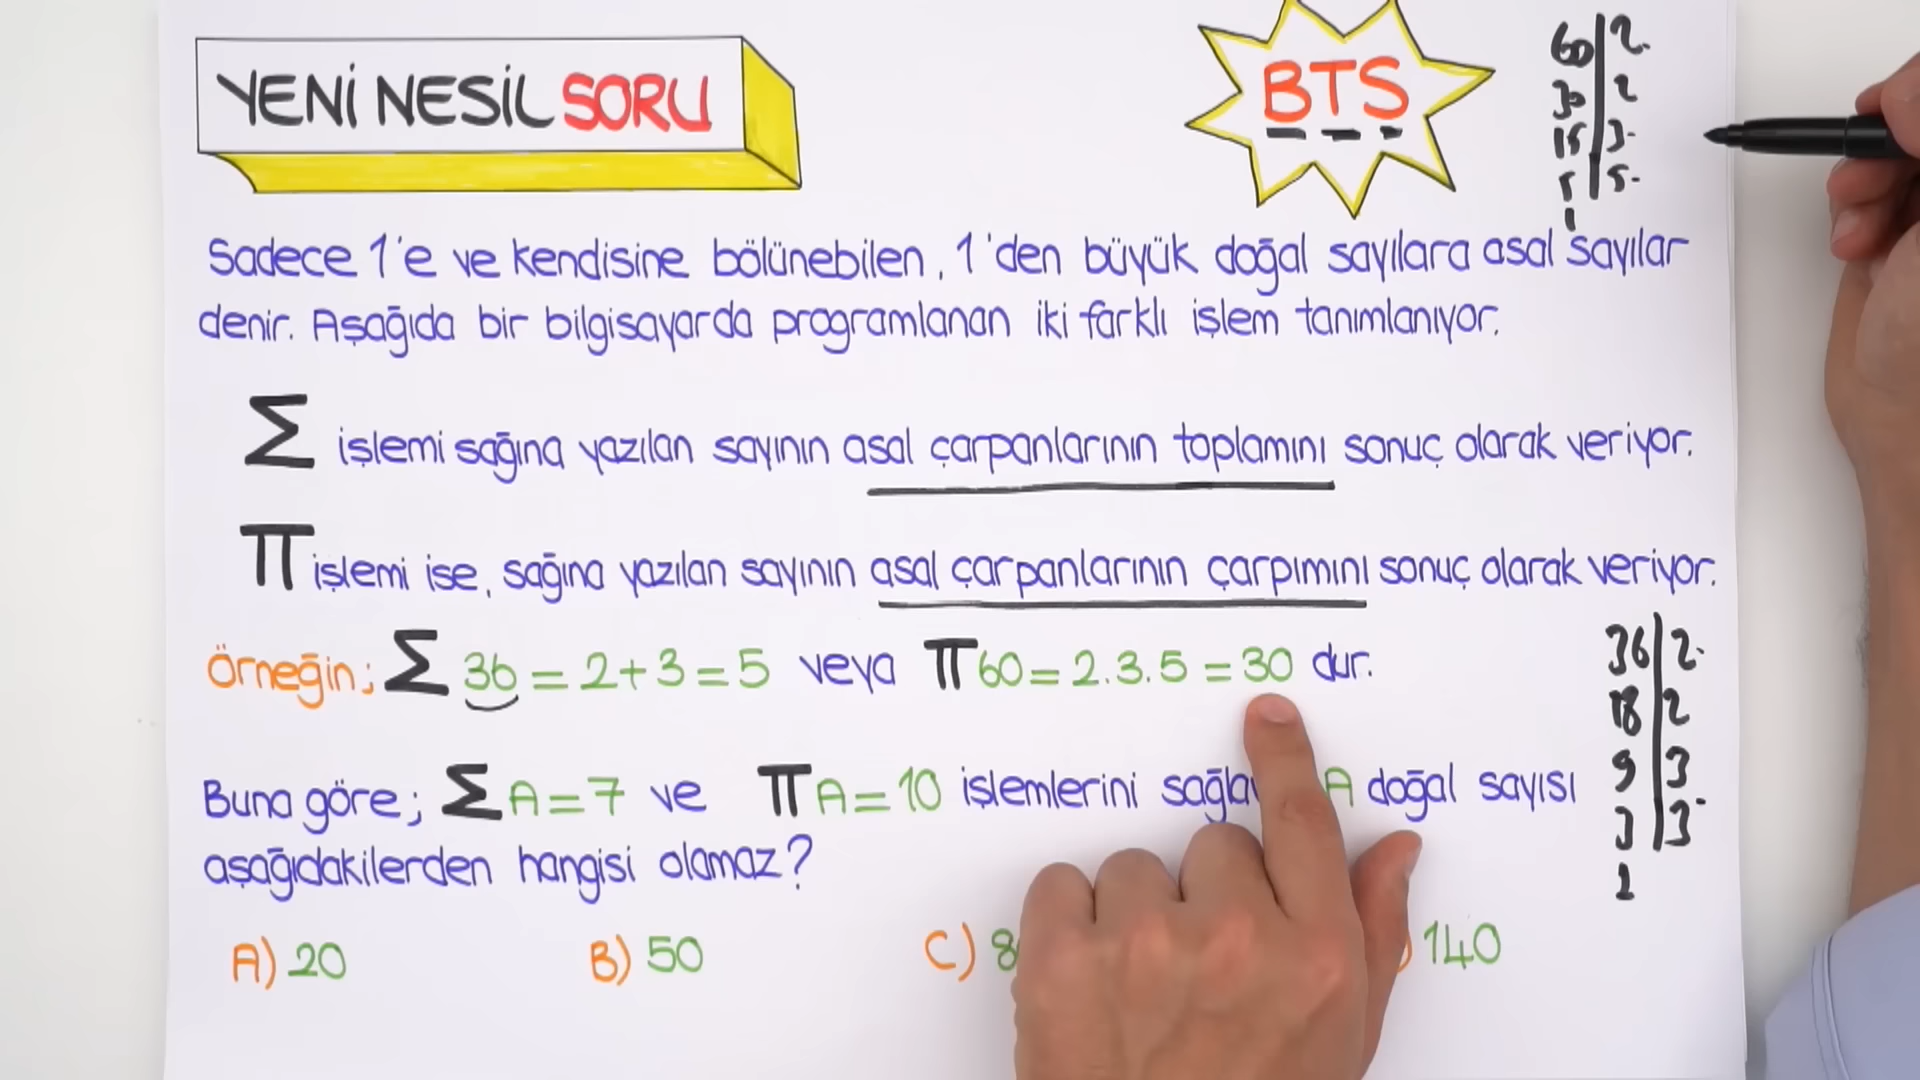 YENİ NESİL SORU
BTS
60 2
30 2
15 3
5 5
1
Sadece 1'e ve kendisine bölünebilen, 1'den büyük doğal sayılara asal sayılar
denir. Aşağıda bir bilgisayarda programlanan iki farklı işlem tanımlanıyor.
Σ işlemi sağına yazılan sayının asal çarpanlarının toplamını sonuç olarak veriyor.
Π işlemi ise, sağına yazılan sayının asal çarpanlarının çarpımını sonuç olarak veriyor.
Örneğin; Σ 36 = 2+3=5 veya Π 60 = 2.3.5 = 30 dur.
36 2
18 2
9 3
3 3
1
Buna göre; Σ A=7 ve Π A=10 işlemlerini A doğal sayısı
aşağıdakilerden hangisi olamaz?
A) 20 B) 50 C) 140